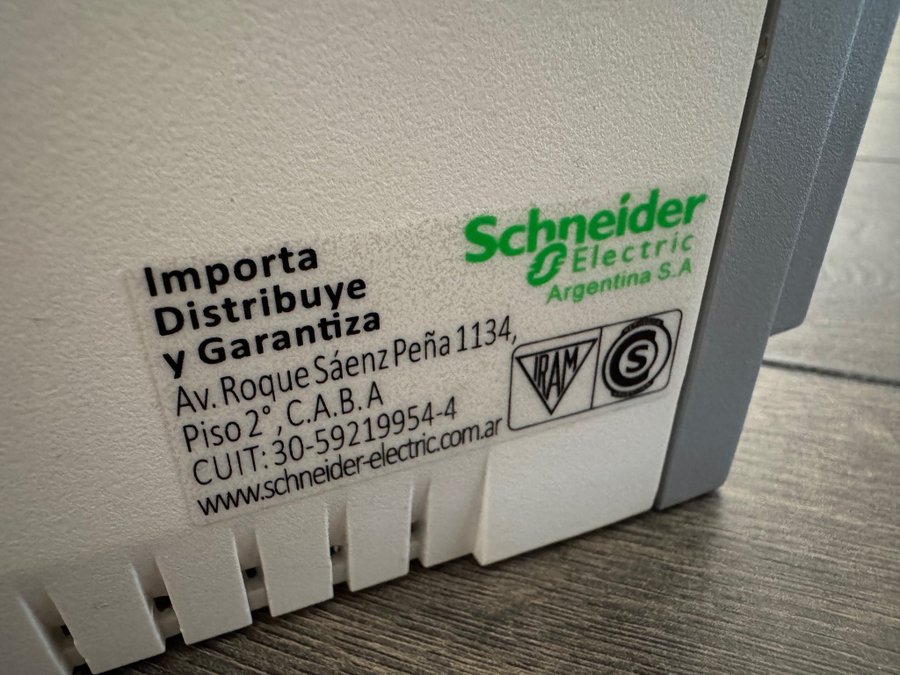 Importa
Distribuye
y Garantiza
Av. Roque Sáenz Peña 1134,
Piso 2°, C.A.B.A
CUIT: 30-59219954-4
www.schneider-electric.com.ar
Schneider
Electric
Argentina S.A
IRAM
S